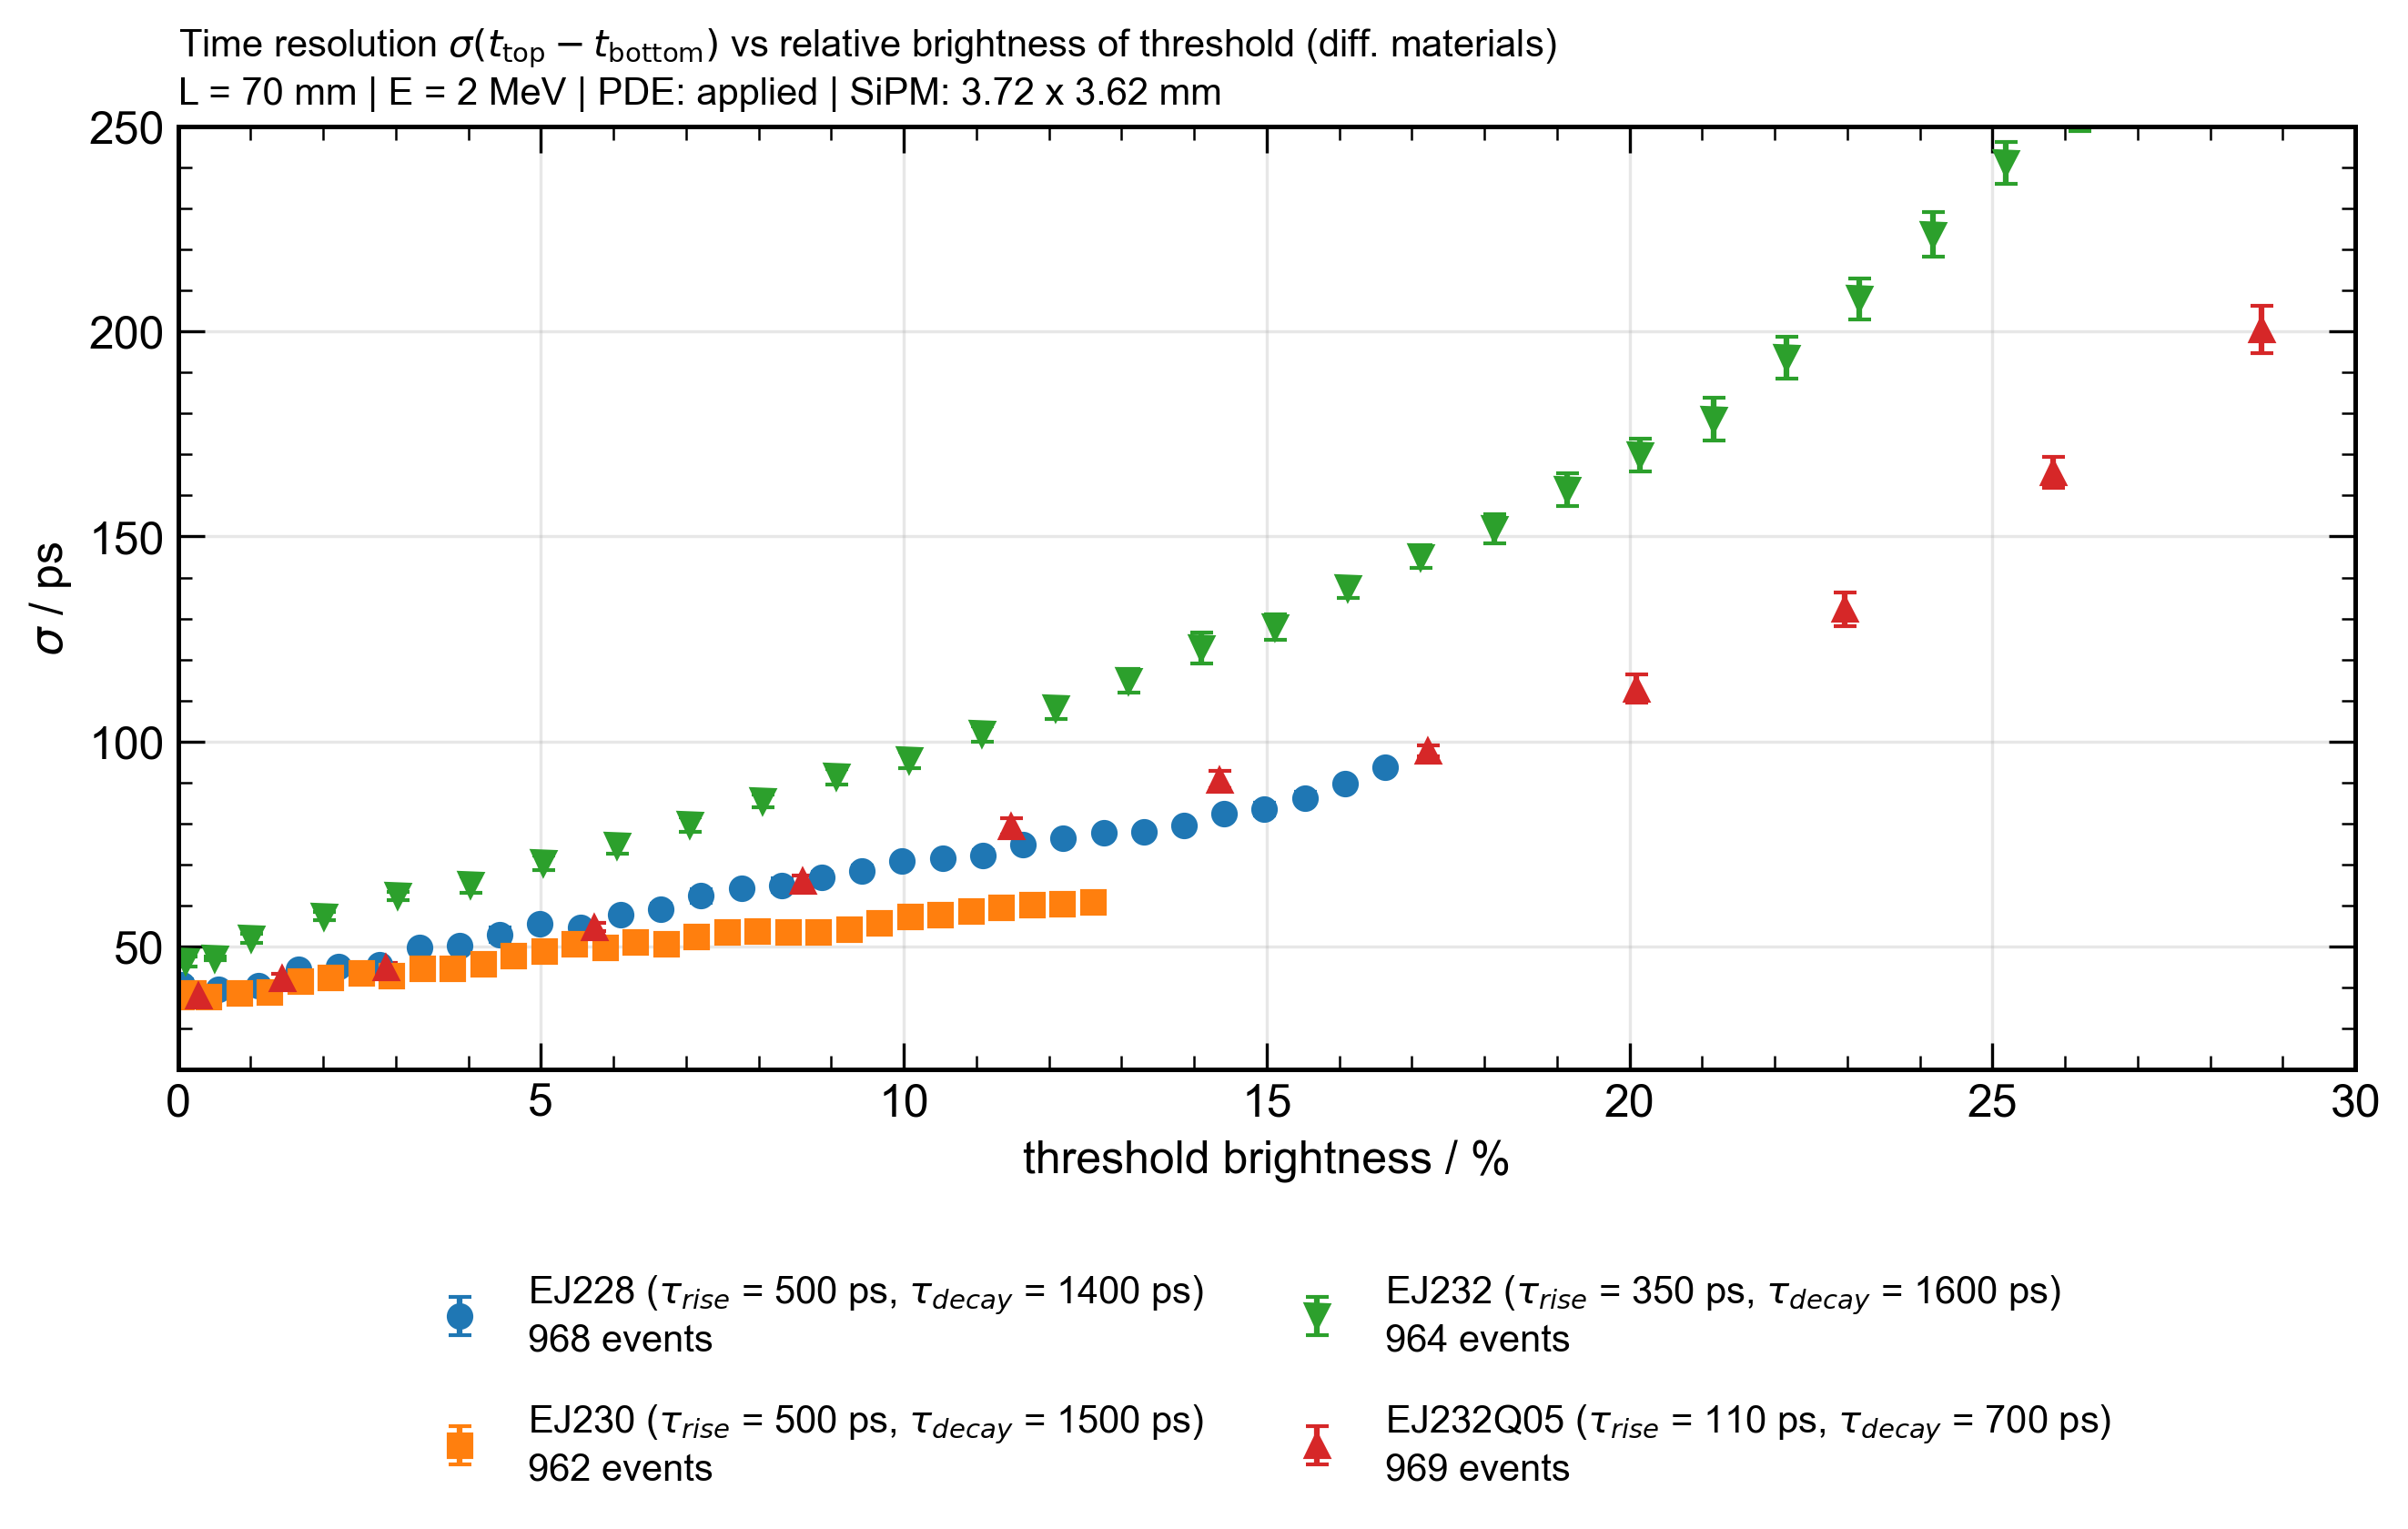 Time resolution σ(t_top − t_bottom) vs relative brightness of threshold (diff. materials)
L = 70 mm | E = 2 MeV | PDE: applied | SiPM: 3.72 x 3.62 mm
250
200
150
100
50
σ / ps
0 5 10 15 20 25 30
threshold brightness / %
EJ228 (τ_rise = 500 ps, τ_decay = 1400 ps)
968 events
EJ230 (τ_rise = 500 ps, τ_decay = 1500 ps)
962 events
EJ232 (τ_rise = 350 ps, τ_decay = 1600 ps)
964 events
EJ232Q05 (τ_rise = 110 ps, τ_decay = 700 ps)
969 events